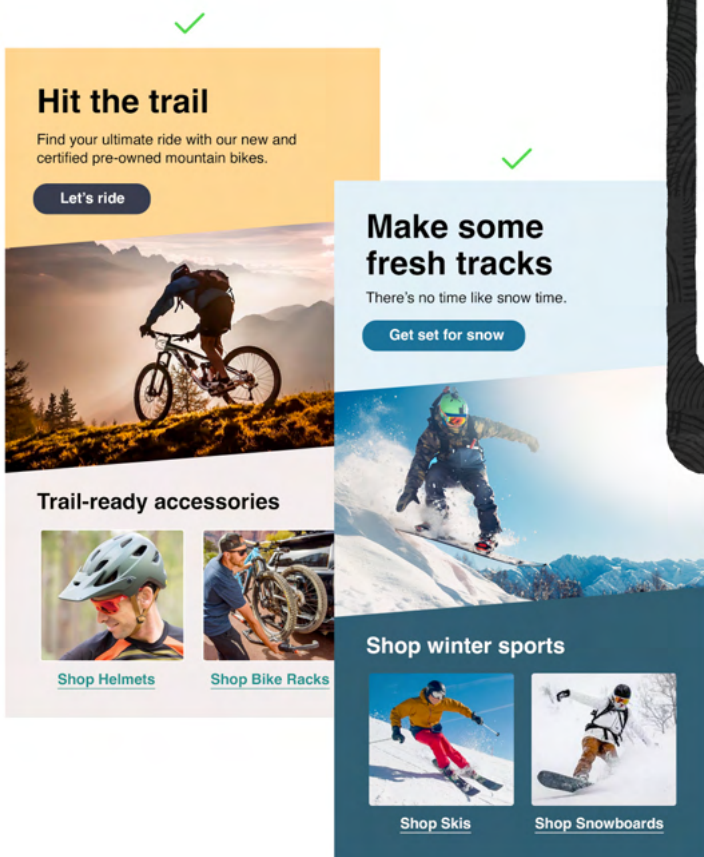 Hit the trail
Find your ultimate ride with our new and
certified pre-owned mountain bikes.
Let's ride
Trail-ready accessories
Shop Helmets
Shop Bike Racks
Make some
fresh tracks
There's no time like snow time.
Get set for snow
Shop winter sports
Shop Skis
Shop Snowboards